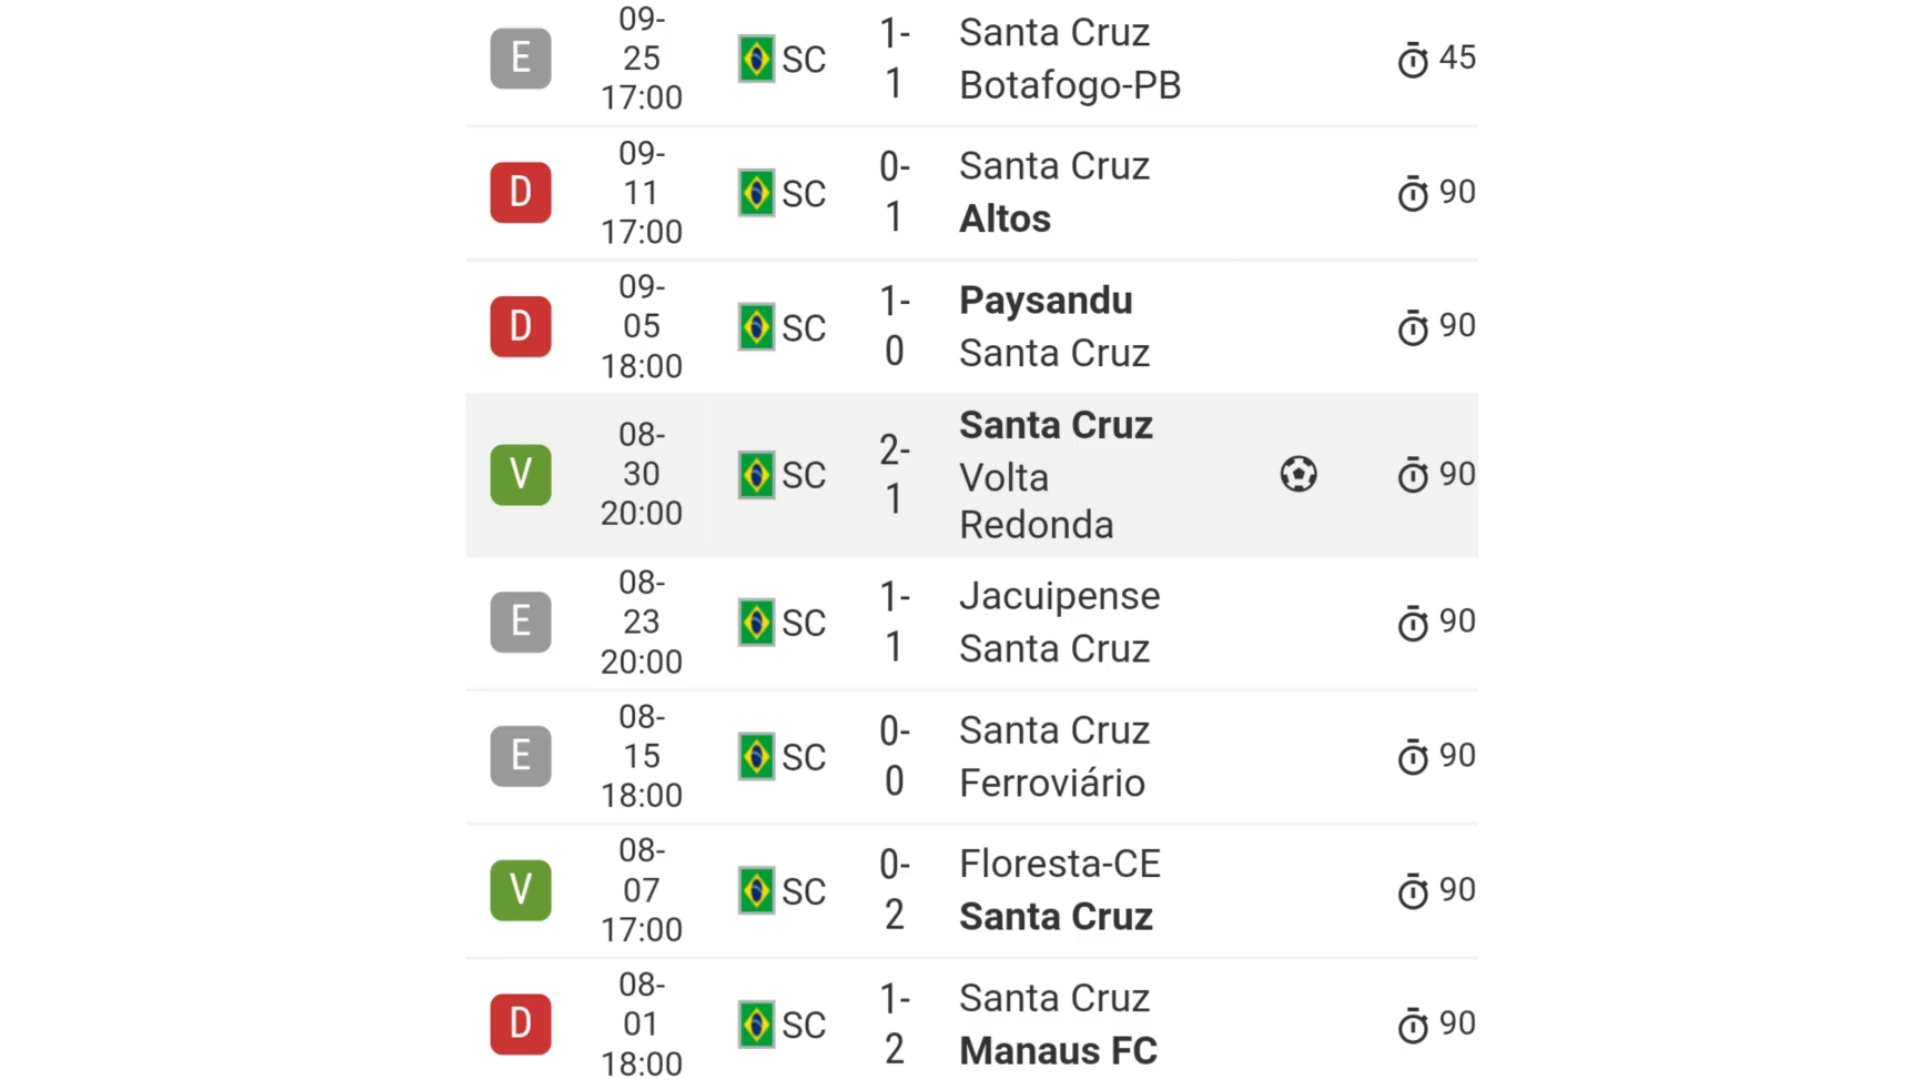 E
09-
25
17:00
SC
1-
1
Santa Cruz
Botafogo-PB
45
D
09-
11
17:00
SC
0-
1
Santa Cruz
Altos
90
D
09-
05
18:00
SC
1-
0
Paysandu
Santa Cruz
90
V
08-
30
20:00
SC
2-
1
Santa Cruz
Volta
Redonda
90
E
08-
23
20:00
SC
1-
1
Jacuipense
Santa Cruz
90
E
08-
15
18:00
SC
0-
0
Santa Cruz
Ferroviário
90
V
08-
07
17:00
SC
0-
2
Floresta-CE
Santa Cruz
90
D
08-
01
18:00
SC
1-
2
Santa Cruz
Manaus FC
90